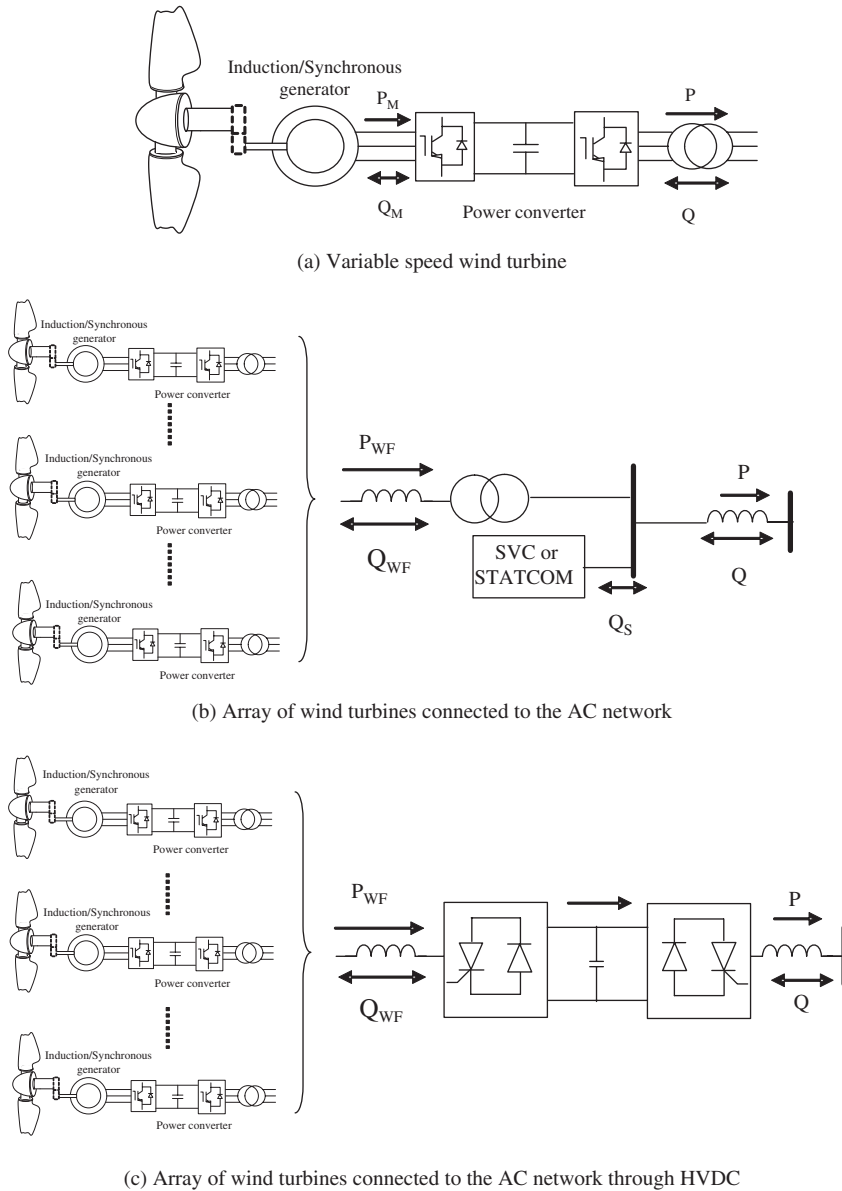 Induction/Synchronous
generator
P_M
P
Q_M
Power converter
Q
(a) Variable speed wind turbine
Induction/Synchronous
generator
Power converter
Induction/Synchronous
generator
Power converter
Induction/Synchronous
generator
Power converter
P_WF
Q_WF
SVC or
STATCOM
Q_S
P
Q
(b) Array of wind turbines connected to the AC network
Induction/Synchronous
generator
Power converter
Induction/Synchronous
generator
Power converter
Induction/Synchronous
generator
Power converter
P_WF
Q_WF
P
Q
(c) Array of wind turbines connected to the AC network through HVDC